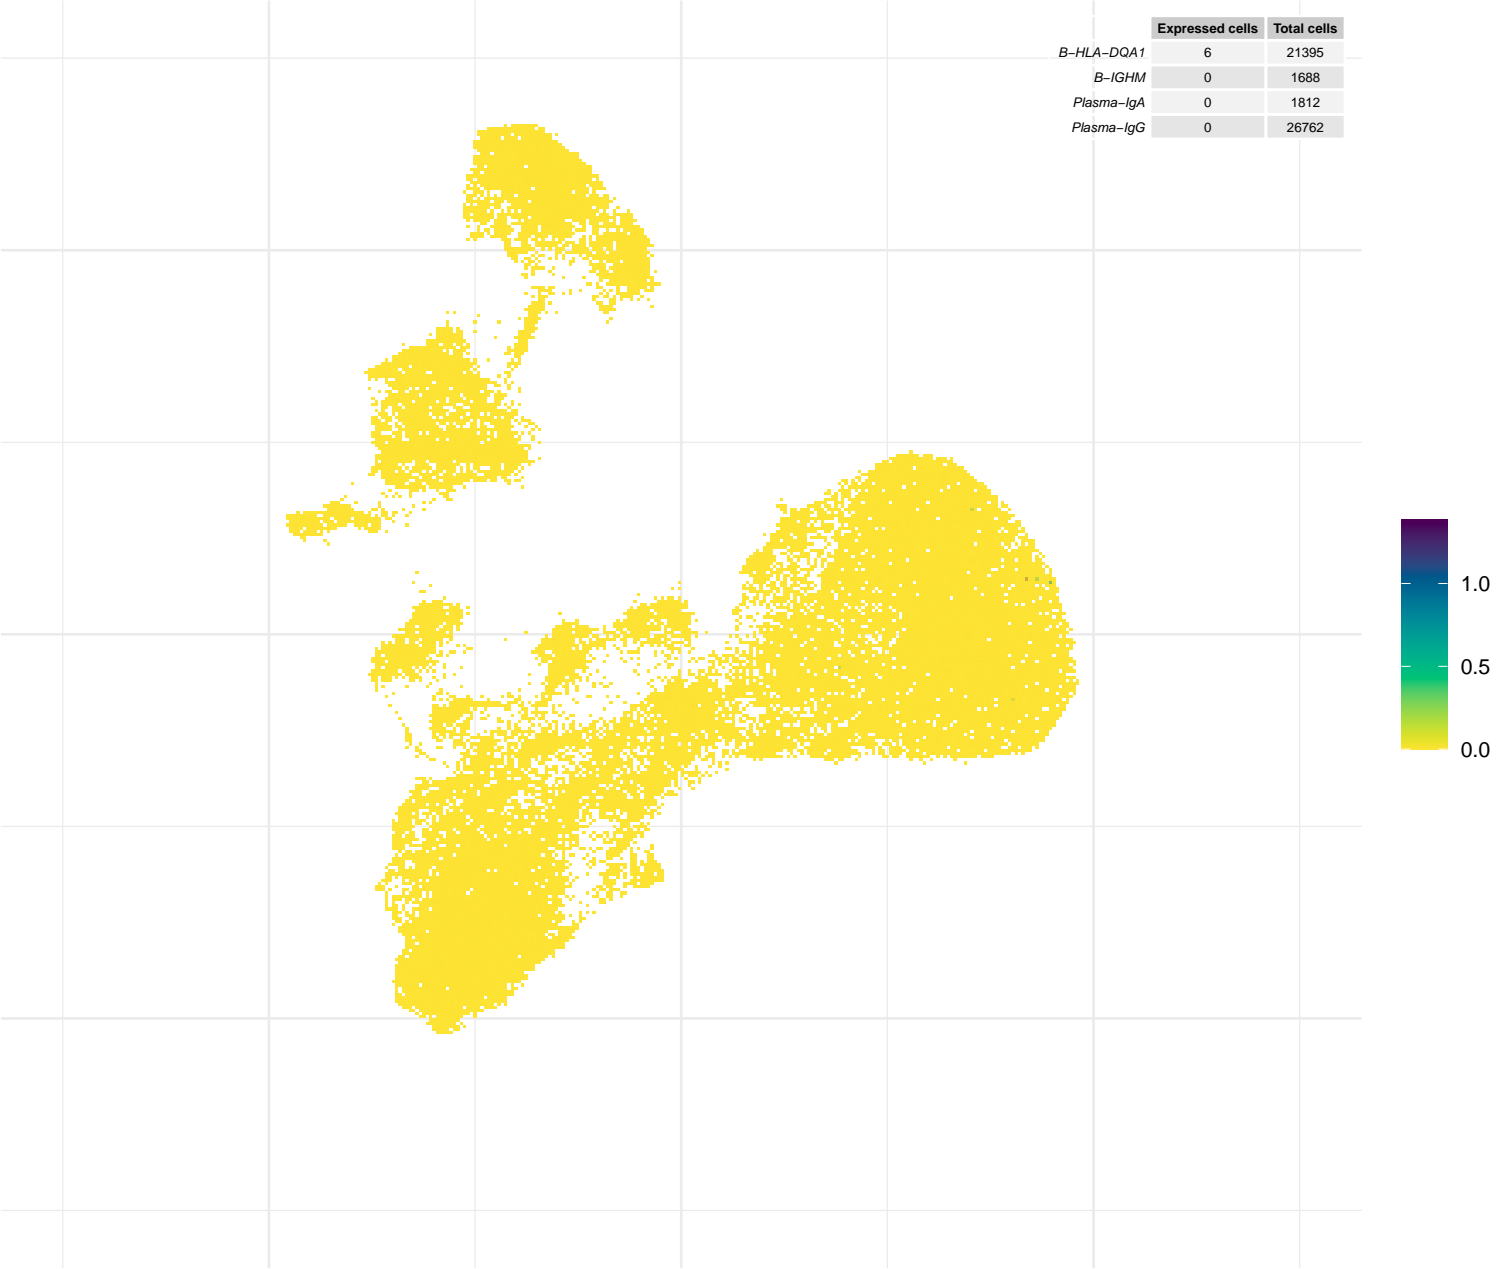 Expressed cells Total cells
B−HLA−DQA1 6 21395
B−IGHM 0 1688
Plasma−IgA 0 1812
Plasma−IgG 0 26762
1.0
0.5
0.0